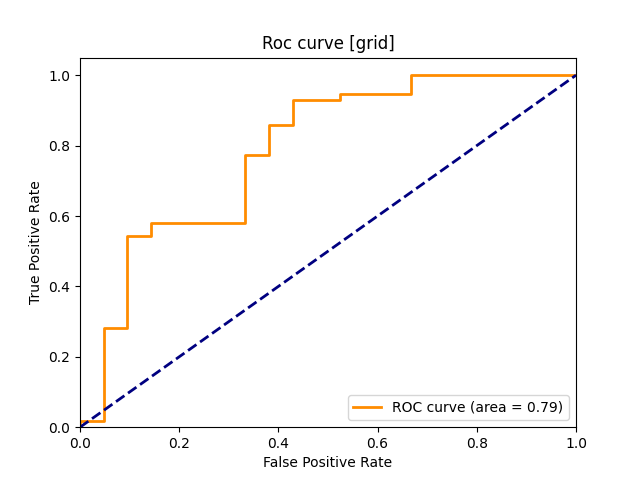 Roc curve [grid]
True Positive Rate
1.0
0.8
0.6
0.4
0.2
0.0
ROC curve (area = 0.79)
0.0 0.2 0.4 0.6 0.8 1.0
False Positive Rate